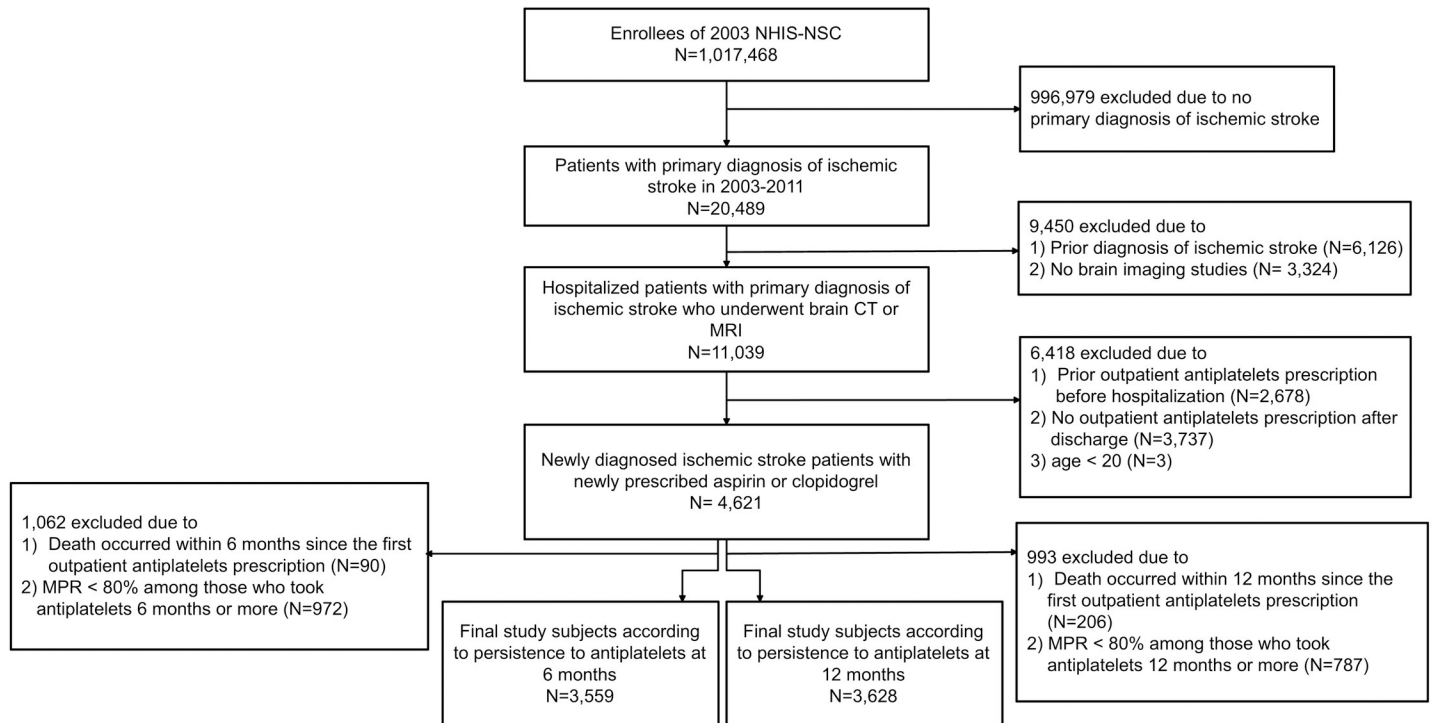 Enrollees of 2003 NHIS-NSC
N=1,017,468
996,979 excluded due to no
primary diagnosis of ischemic stroke
Patients with primary diagnosis of ischemic
stroke in 2003-2011
N=20,489
9,450 excluded due to
1) Prior diagnosis of ischemic stroke (N=6,126)
2) No brain imaging studies (N= 3,324)
Hospitalized patients with primary diagnosis of
ischemic stroke who underwent brain CT or
MRI
N=11,039
6,418 excluded due to
1) Prior outpatient antiplatelets prescription
before hospitalization (N=2,678)
2) No outpatient antiplatelets prescription after
discharge (N=3,737)
3) age < 20 (N=3)
Newly diagnosed ischemic stroke patients with
newly prescribed aspirin or clopidogrel
N= 4,621
1,062 excluded due to
1) Death occurred within 6 months since the first
outpatient antiplatelets prescription (N=90)
2) MPR < 80% among those who took
antiplatelets 6 months or more (N=972)
993 excluded due to
1) Death occurred within 12 months since the
first outpatient antiplatelets prescription
(N=206)
2) MPR < 80% among those who took
antiplatelets 12 months or more (N=787)
Final study subjects according
to persistence to antiplatelets at
6 months
N=3,559
Final study subjects according
to persistence to antiplatelets at
12 months
N=3,628